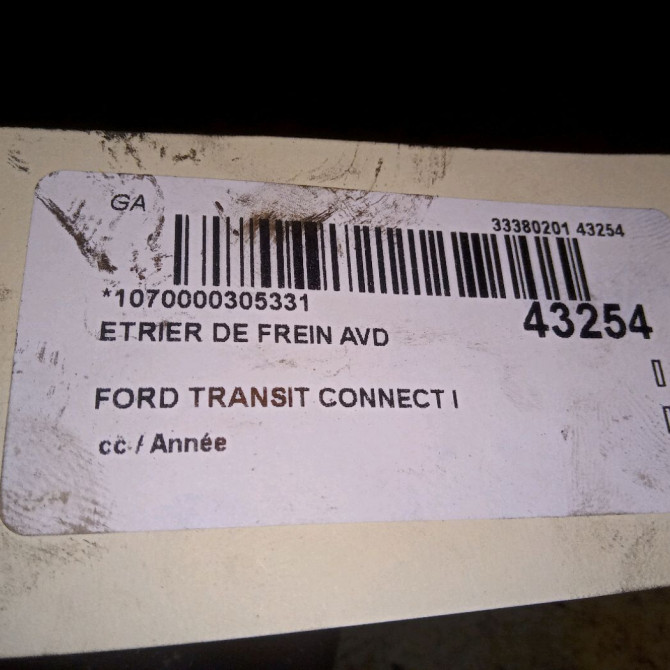 GA
33380201 43254
*1070000305331
43254
ETRIER DE FREIN AVD
FORD TRANSIT CONNECT I
cc / Année